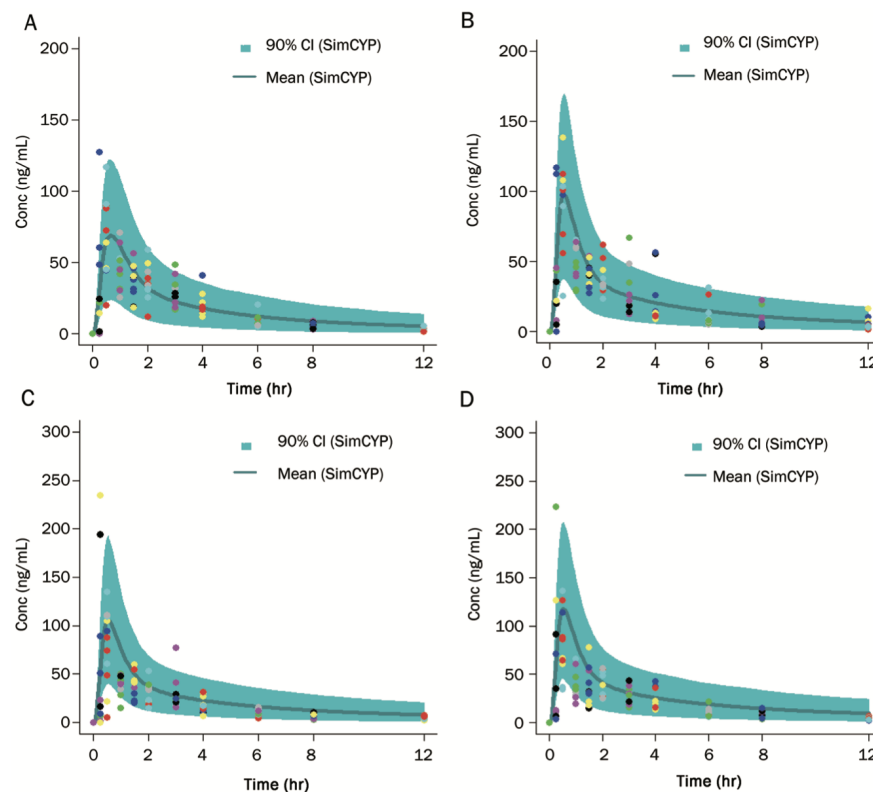 A
90% CI (SimCYP)
Mean (SimCYP)
Conc (ng/mL)
200
150
100
50
0
0 2 4 6 8 12
Time (hr)
B
90% CI (SimCYP)
Mean (SimCYP)
Conc (ng/mL)
200
150
100
50
0
0 2 4 6 8 12
Time (hr)
C
90% CI (SimCYP)
Mean (SimCYP)
Conc (ng/mL)
300
250
200
150
100
50
0
0 2 4 6 8 12
Time (hr)
D
90% CI (SimCYP)
Mean (SimCYP)
Conc (ng/mL)
300
250
200
150
100
50
0
0 2 4 6 8 12
Time (hr)